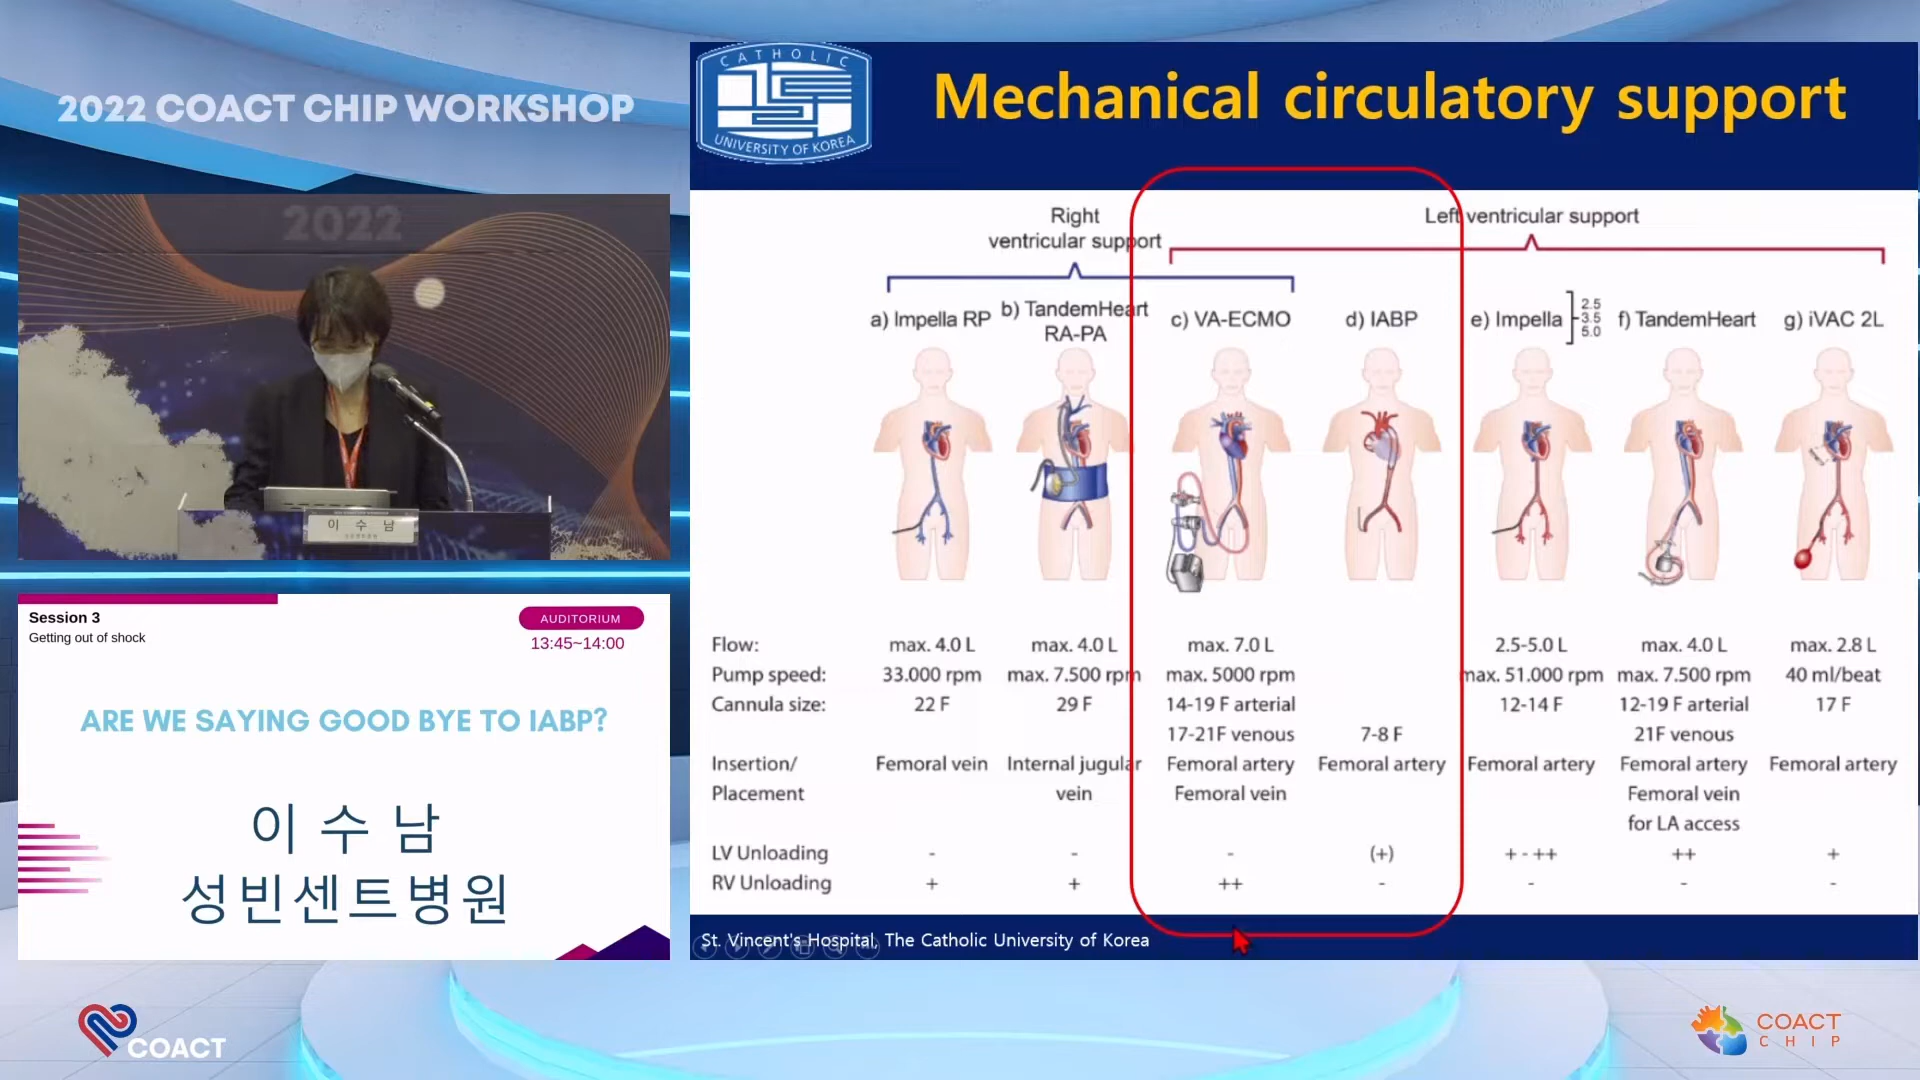 2022 COACT CHIP WORKSHOP
2022
이 수 남
Session 3
Getting out of shock
AUDITORIUM
13:45~14:00
ARE WE SAYING GOOD BYE TO IABP?
이 수 남
성빈센트병원
COACT
CATHOLIC
UNIVERSITY OF KOREA
Mechanical circulatory support
Right
ventricular support
Left ventricular support
a) Impella RP
b) TandemHeart
RA-PA
c) VA-ECMO
d) IABP
e) Impella
2.5
3.5
5.0
f) TandemHeart
g) iVAC 2L
Flow: max. 4.0 L max. 4.0 L max. 7.0 L 2.5-5.0 L max. 4.0 L max. 2.8 L
Pump speed: 33.000 rpm max. 7.500 rpm max. 5000 rpm max. 51.000 rpm max. 7.500 rpm 40 ml/beat
Cannula size: 22 F 29 F 14-19 F arterial 12-14 F 12-19 F arterial 17 F
17-21F venous 7-8 F 21F venous
Insertion/ Femoral vein Internal jugular Femoral artery Femoral artery Femoral artery Femoral artery Femoral artery
Placement vein Femoral vein Femoral vein
for LA access
LV Unloading - - - (+) + - ++ ++ +
RV Unloading + + ++ - - - -
St. Vincent's Hospital, The Catholic University of Korea
COACT
CHIP